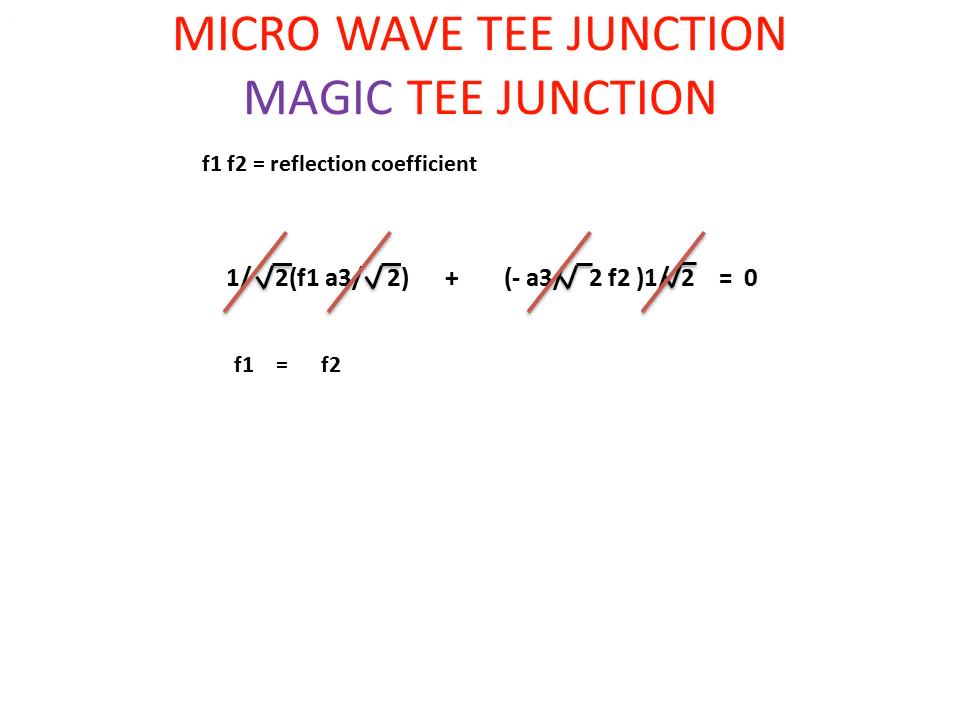 MICRO WAVE TEE JUNCTION
MAGIC TEE JUNCTION
f1 f2 = reflection coefficient
1/√2(f1 a3/√2) + (- a3/√2 f2 )1/√2 = 0
f1 = f2